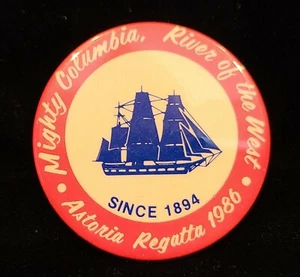 Mighty Columbia, River of the West
SINCE 1894
• Astoria Regatta 1986 •